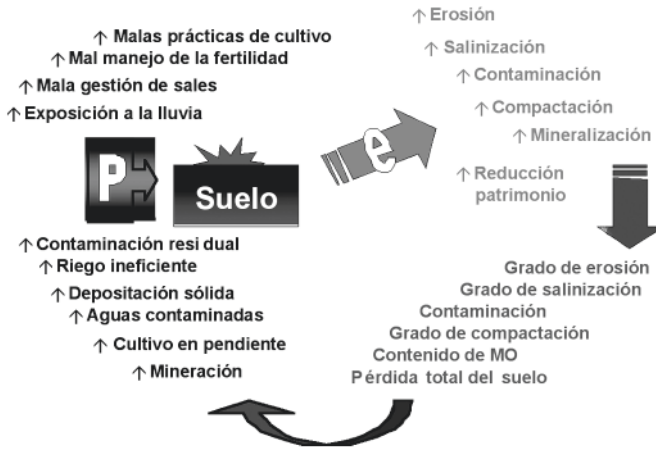 ↑ Malas prácticas de cultivo
↑ Mal manejo de la fertilidad
↑ Mala gestión de sales
↑ Exposición a la lluvia
P
Suelo
↑ Contaminación resi dual
↑ Riego ineficiente
↑ Depositación sólida
↑ Aguas contaminadas
↑ Cultivo en pendiente
↑ Mineración
e
↑ Erosión
↑ Salinización
↑ Contaminación
↑ Compactación
↑ Mineralización
↑ Reducción
patrimonio
Grado de erosión
Grado de salinización
Contaminación
Grado de compactación
Contenido de MO
Pérdida total del suelo